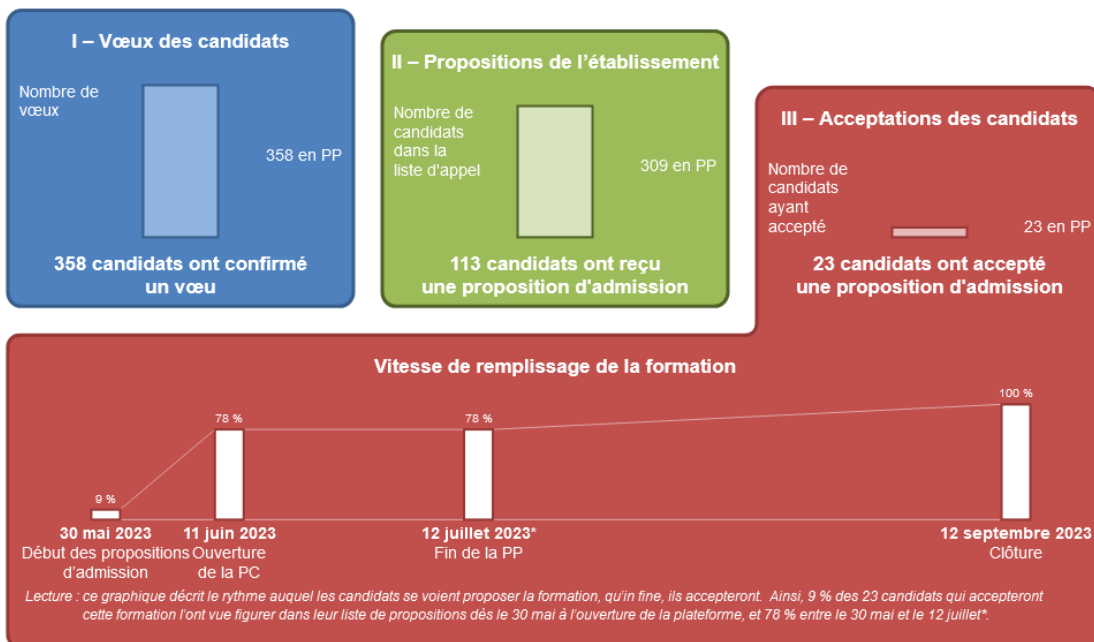 I – Vœux des candidats
Nombre de
vœux
358 en PP
358 candidats ont confirmé
un vœu
II – Propositions de l'établissement
Nombre de
candidats
dans la
liste d'appel
309 en PP
113 candidats ont reçu
une proposition d'admission
III – Acceptations des candidats
Nombre de
candidats
ayant
accepté
23 en PP
23 candidats ont accepté
une proposition d'admission
Vitesse de remplissage de la formation
9 %
78 %
78 %
100 %
30 mai 2023
Début des propositions
d'admission
11 juin 2023
Ouverture
de la PC
12 juillet 2023*
Fin de la PP
12 septembre 2023
Clôture
Lecture : ce graphique décrit le rythme auquel les candidats se voient proposer la formation, qu'in fine, ils accepteront. Ainsi, 9 % des 23 candidats qui accepteront
cette formation l'ont vue figurer dans leur liste de propositions dès le 30 mai à l'ouverture de la plateforme, et 78 % entre le 30 mai et le 12 juillet*.